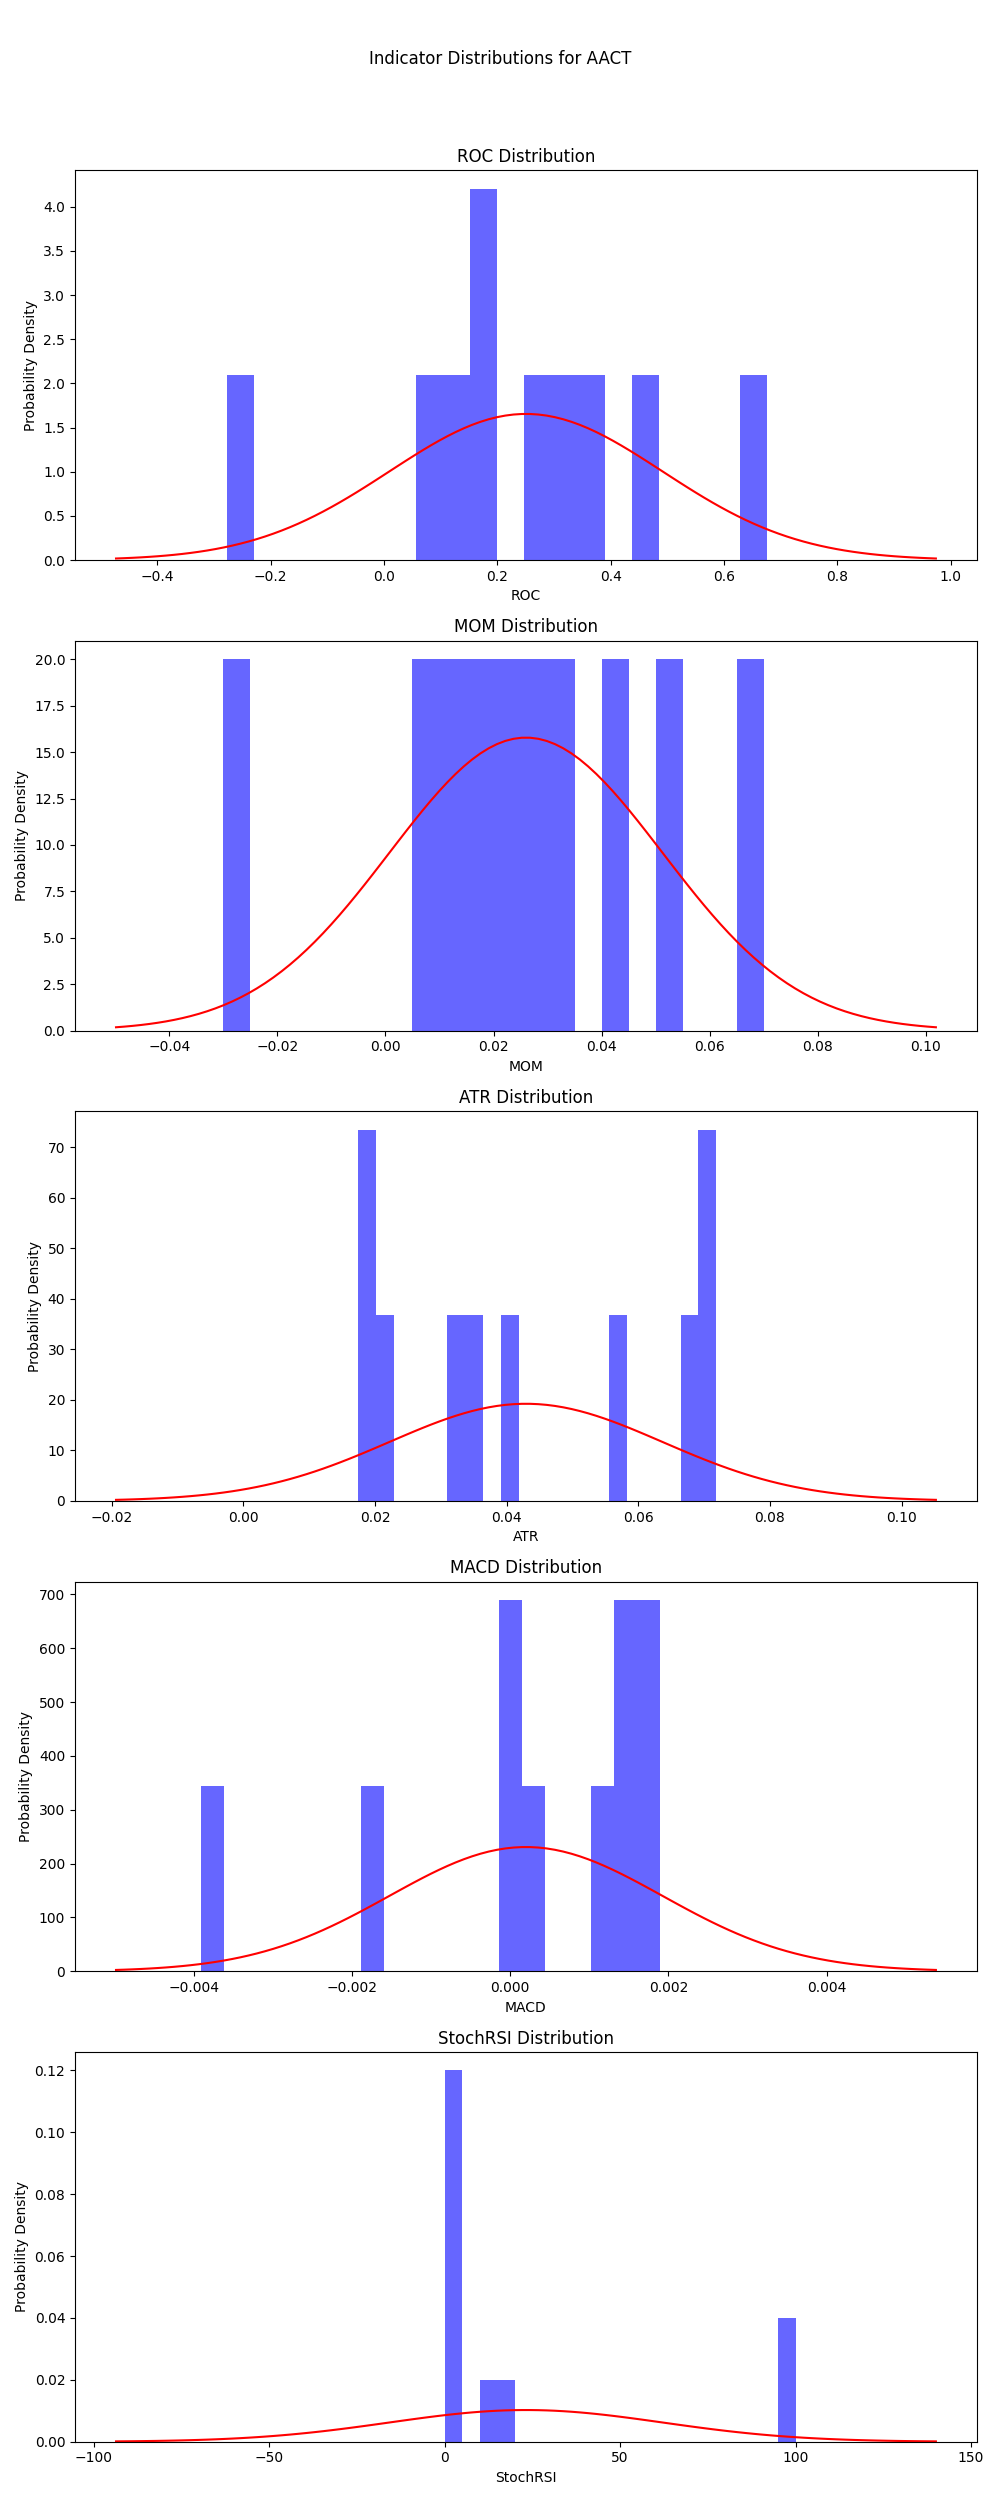 Indicator Distributions for AACT
ROC Distribution
Probability Density
4.0
3.5
3.0
2.5
2.0
1.5
1.0
0.5
0.0
−0.4 −0.2 0.0 0.2 0.4 0.6 0.8 1.0
ROC
MOM Distribution
Probability Density
20.0
17.5
15.0
12.5
10.0
7.5
5.0
2.5
0.0
−0.04 −0.02 0.00 0.02 0.04 0.06 0.08 0.10
MOM
ATR Distribution
Probability Density
70
60
50
40
30
20
10
0
−0.02 0.00 0.02 0.04 0.06 0.08 0.10
ATR
MACD Distribution
Probability Density
700
600
500
400
300
200
100
0
−0.004 −0.002 0.000 0.002 0.004
MACD
StochRSI Distribution
Probability Density
0.12
0.10
0.08
0.06
0.04
0.02
0.00
−100 −50 0 50 100 150
StochRSI